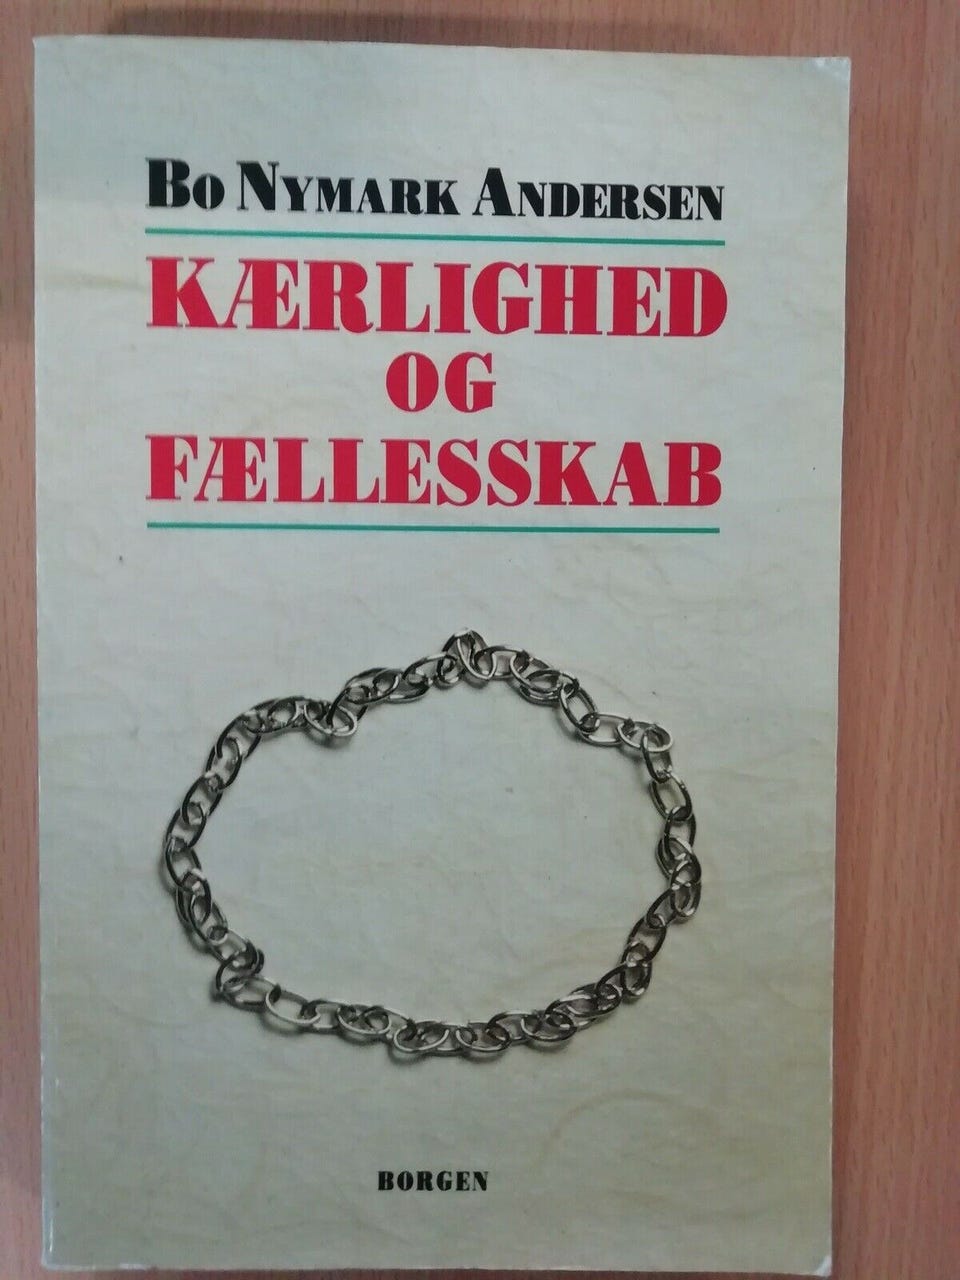 BO NYMARK ANDERSEN
KÆRLIGHED
OG
FÆLLESSKAB
BORGEN